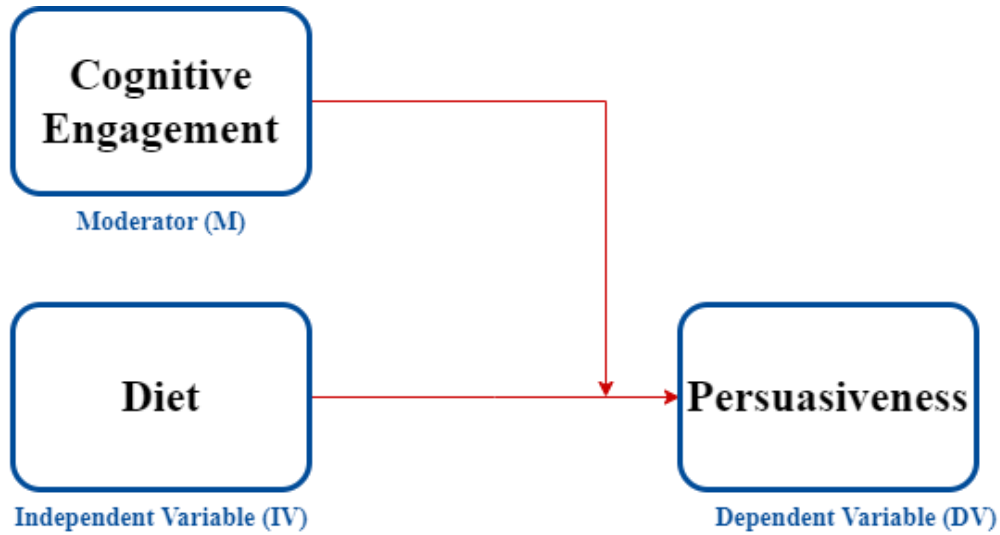 Cognitive
Engagement
Moderator (M)
Diet
Persuasiveness
Independent Variable (IV)
Dependent Variable (DV)